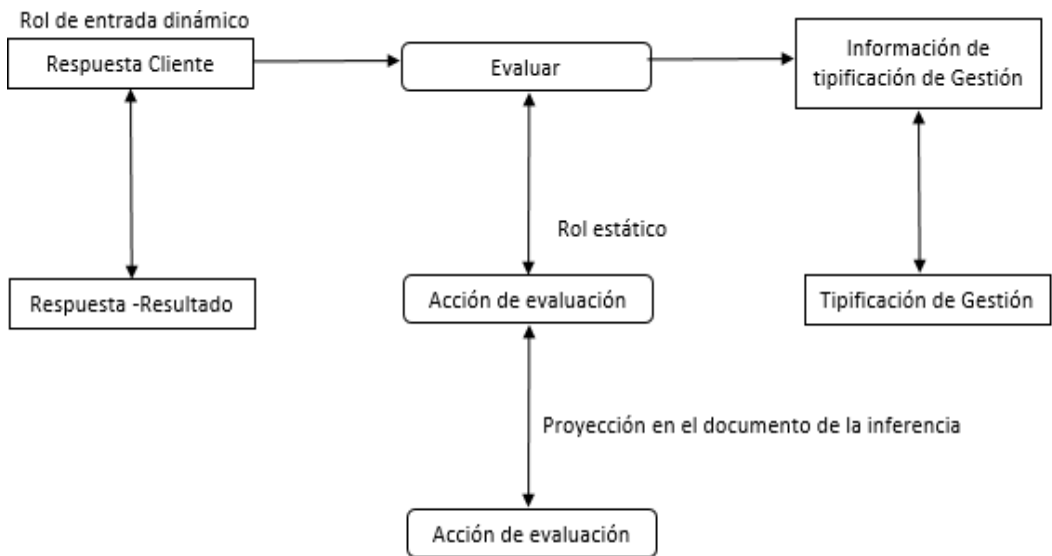 Rol de entrada dinámico
Respuesta Cliente
Evaluar
Información de
tipificación de Gestión
Rol estático
Respuesta -Resultado
Acción de evaluación
Tipificación de Gestión
Proyección en el documento de la inferencia
Acción de evaluación